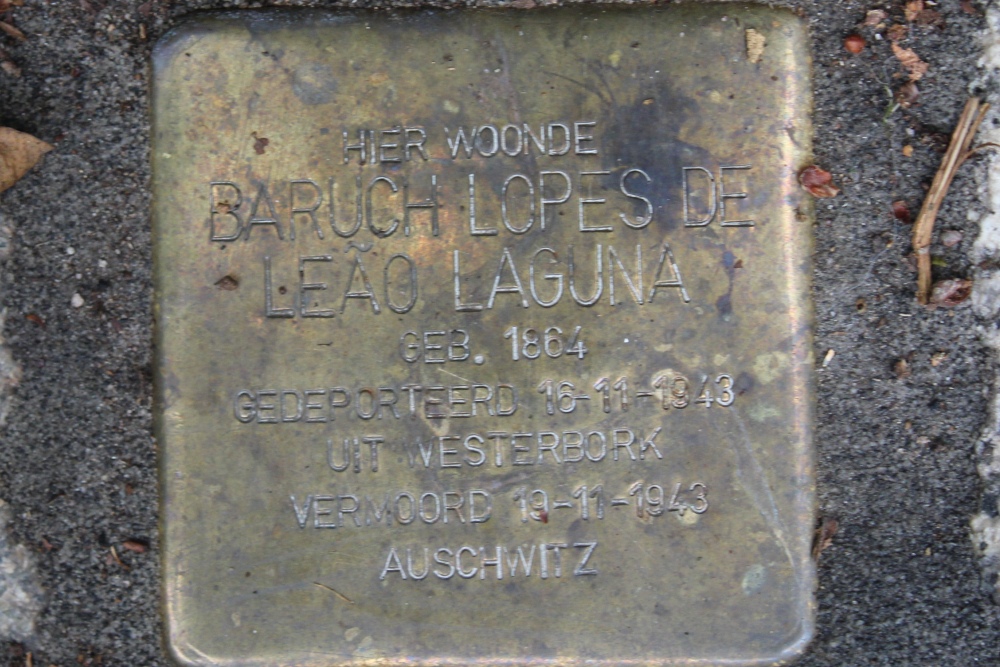 HIER WOONDE
BARUCH LOPES DE
LEÃO LAGUNA
GEB. 1864
GEDEPORTEERD 16-11-1943
UIT WESTERBORK
VERMOORD 19-11-1943
AUSCHWITZ